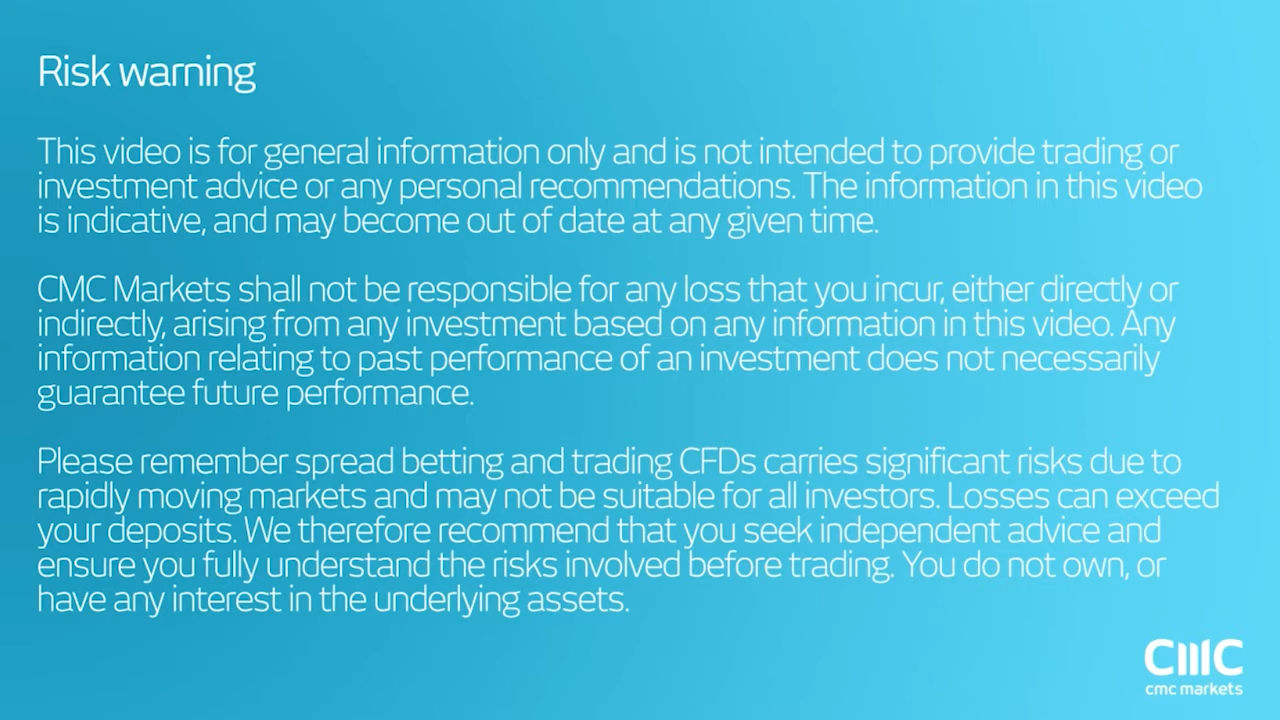 Risk warning
This video is for general information only and is not intended to provide trading or
investment advice or any personal recommendations. The information in this video
is indicative, and may become out of date at any given time.
CMC Markets shall not be responsible for any loss that you incur, either directly or
indirectly, arising from any investment based on any information in this video. Any
information relating to past performance of an investment does not necessarily
guarantee future performance.
Please remember spread betting and trading CFDs carries significant risks due to
rapidly moving markets and may not be suitable for all investors. Losses can exceed
your deposits. We therefore recommend that you seek independent advice and
ensure you fully understand the risks involved before trading. You do not own, or
have any interest in the underlying assets.
CMC
cmc markets